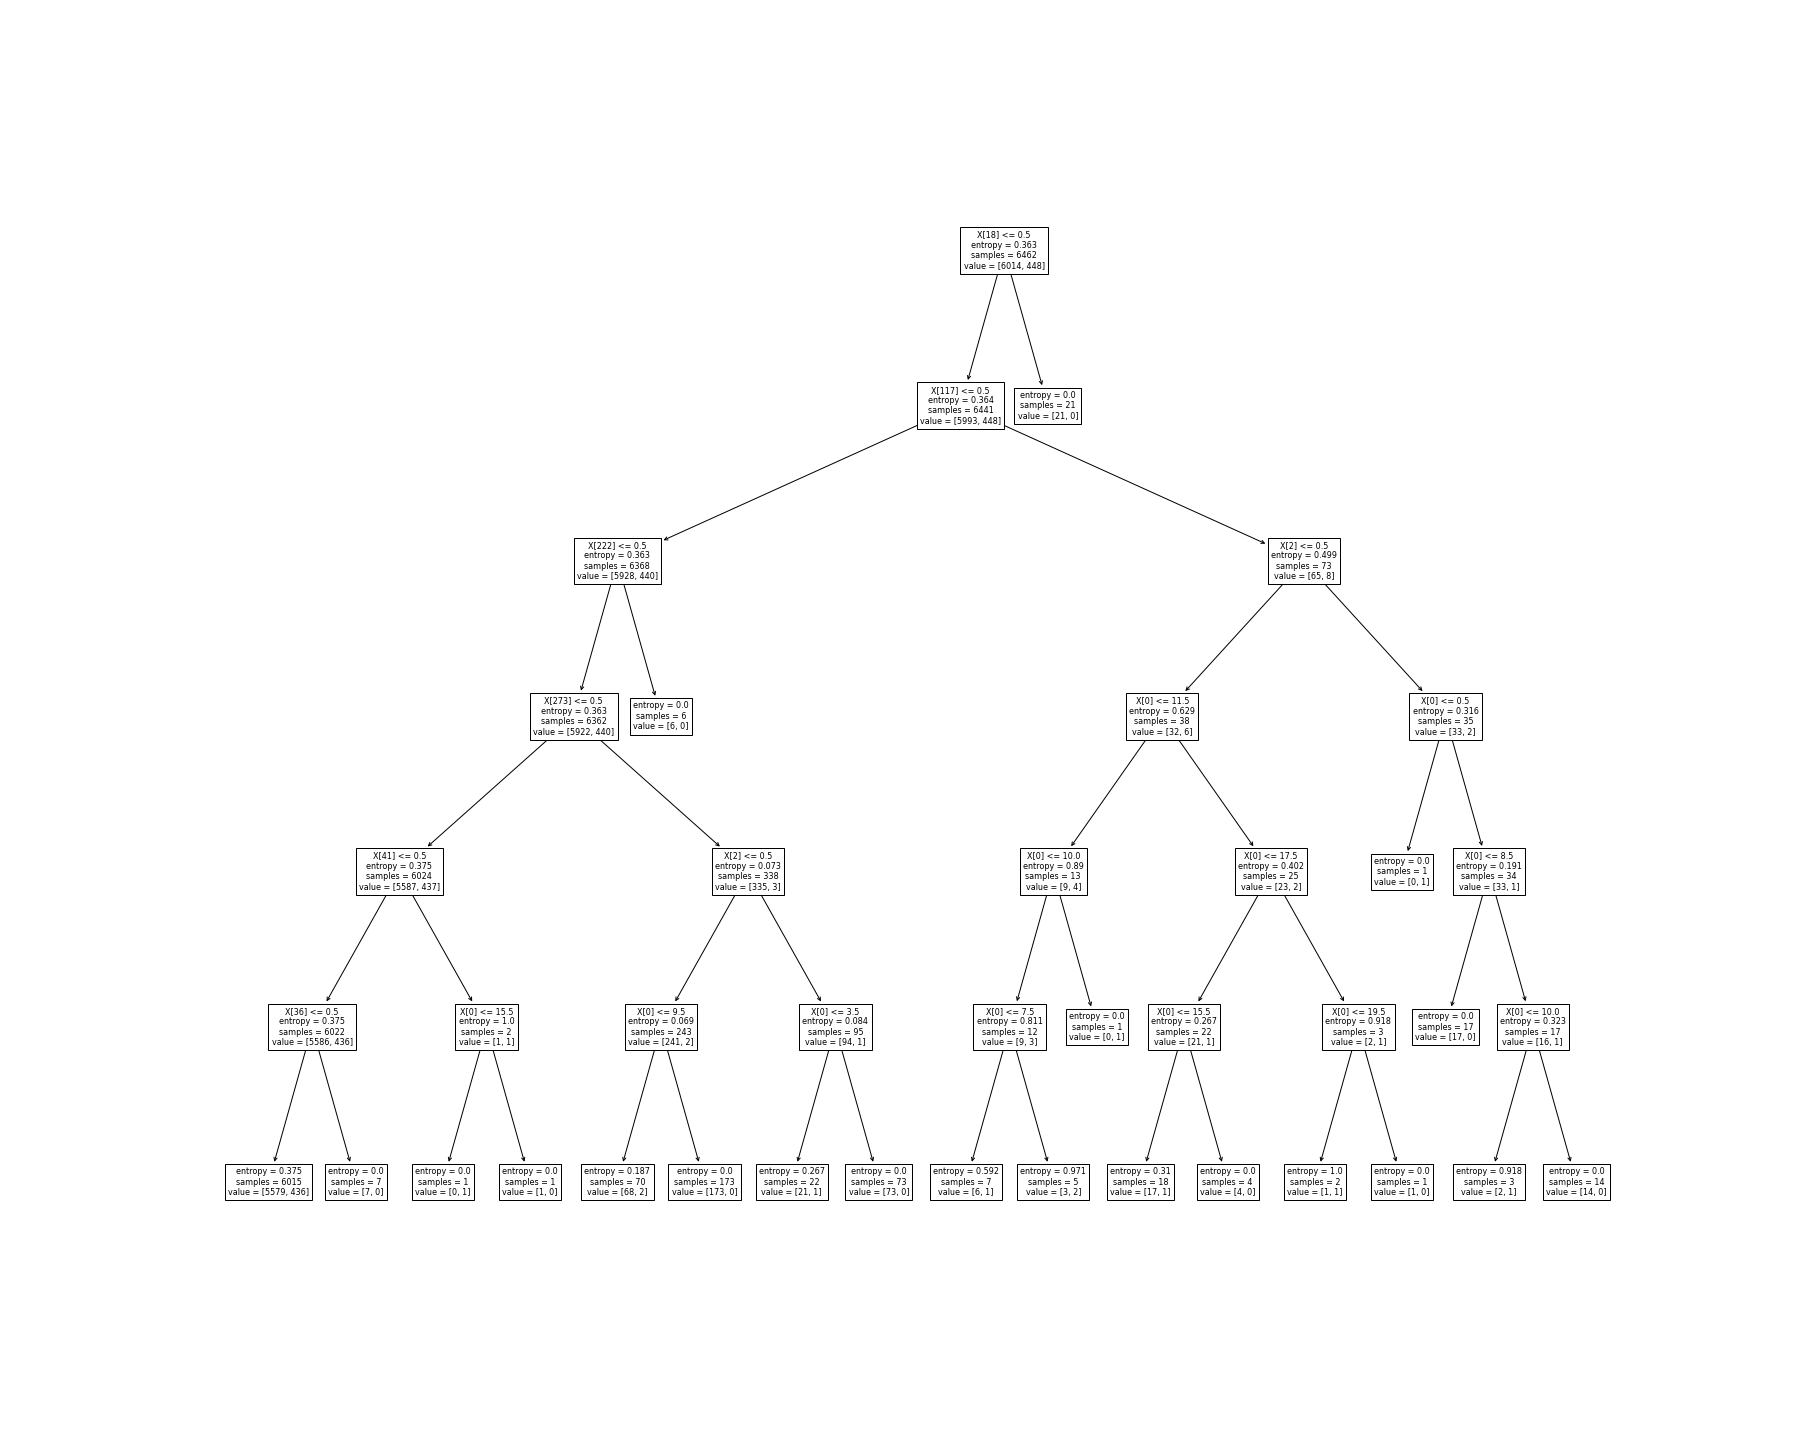 X[18] <= 0.5
entropy = 0.363
samples = 6462
value = [6014, 448]
X[117] <= 0.5
entropy = 0.364
samples = 6441
value = [5993, 448]
entropy = 0.0
samples = 21
value = [21, 0]
X[222] <= 0.5
entropy = 0.363
samples = 6368
value = [5928, 440]
X[2] <= 0.5
entropy = 0.499
samples = 73
value = [65, 8]
X[273] <= 0.5
entropy = 0.363
samples = 6362
value = [5922, 440]
entropy = 0.0
samples = 6
value = [6, 0]
X[0] <= 11.5
entropy = 0.629
samples = 38
value = [32, 6]
X[0] <= 0.5
entropy = 0.316
samples = 35
value = [33, 2]
X[41] <= 0.5
entropy = 0.375
samples = 6024
value = [5587, 437]
X[2] <= 0.5
entropy = 0.073
samples = 338
value = [335, 3]
X[0] <= 10.0
entropy = 0.89
samples = 13
value = [9, 4]
X[0] <= 17.5
entropy = 0.402
samples = 25
value = [23, 2]
entropy = 0.0
samples = 1
value = [0, 1]
X[0] <= 8.5
entropy = 0.191
samples = 34
value = [33, 1]
X[36] <= 0.5
entropy = 0.375
samples = 6022
value = [5586, 436]
X[0] <= 15.5
entropy = 1.0
samples = 2
value = [1, 1]
X[0] <= 9.5
entropy = 0.069
samples = 243
value = [241, 2]
X[0] <= 3.5
entropy = 0.084
samples = 95
value = [94, 1]
X[0] <= 7.5
entropy = 0.811
samples = 12
value = [9, 3]
entropy = 0.0
samples = 1
value = [0, 1]
X[0] <= 15.5
entropy = 0.267
samples = 22
value = [21, 1]
X[0] <= 19.5
entropy = 0.918
samples = 3
value = [2, 1]
entropy = 0.0
samples = 17
value = [17, 0]
X[0] <= 10.0
entropy = 0.323
samples = 17
value = [16, 1]
entropy = 0.375
samples = 6015
value = [5579, 436]
entropy = 0.0
samples = 7
value = [7, 0]
entropy = 0.0
samples = 1
value = [0, 1]
entropy = 0.0
samples = 1
value = [1, 0]
entropy = 0.187
samples = 70
value = [68, 2]
entropy = 0.0
samples = 173
value = [173, 0]
entropy = 0.267
samples = 22
value = [21, 1]
entropy = 0.0
samples = 73
value = [73, 0]
entropy = 0.592
samples = 7
value = [6, 1]
entropy = 0.971
samples = 5
value = [3, 2]
entropy = 0.31
samples = 18
value = [17, 1]
entropy = 0.0
samples = 4
value = [4, 0]
entropy = 1.0
samples = 2
value = [1, 1]
entropy = 0.0
samples = 1
value = [1, 0]
entropy = 0.918
samples = 3
value = [2, 1]
entropy = 0.0
samples = 14
value = [14, 0]